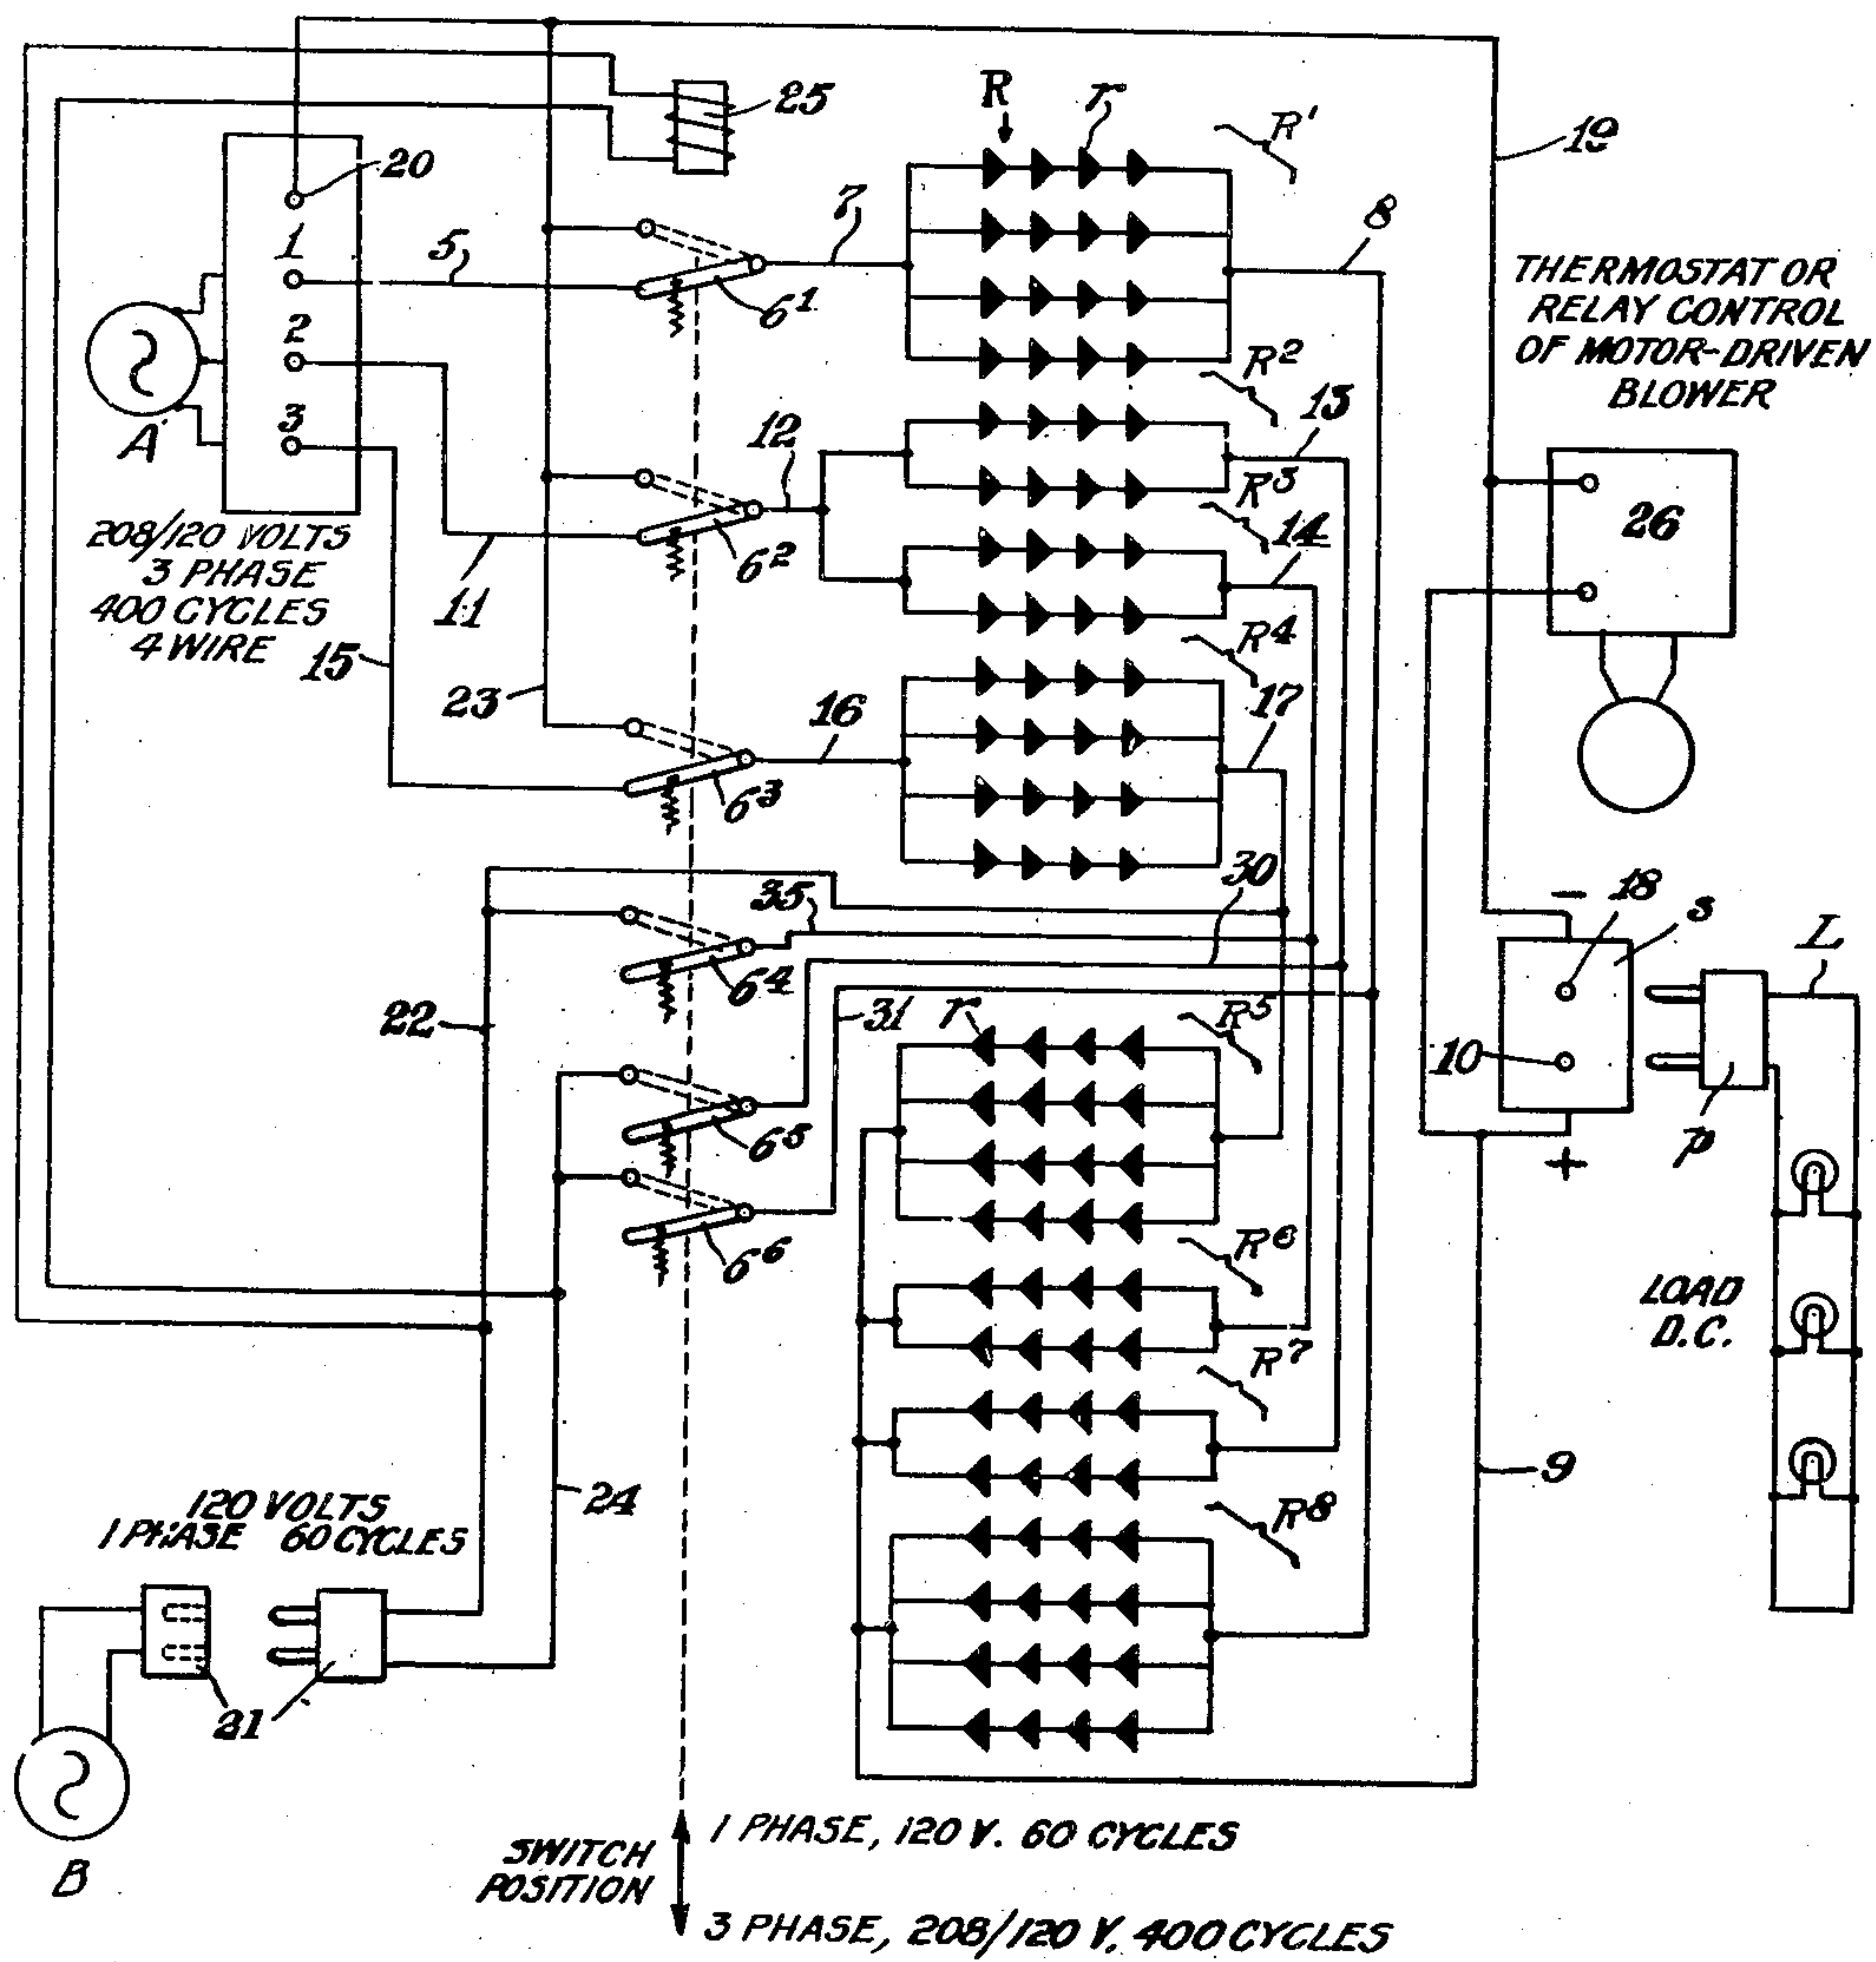 25
R
r
R¹
19
20
1
5
7
8
THERMOSTAT OR
RELAY CONTROL
OF MOTOR-DRIVEN
BLOWER
6¹
2
A
3
R²
13
12
R³
14
26
208/120 VOLTS
3 PHASE
400 CYCLES
4 WIRE
11
6²
15
23
R⁴
17
16
6³
30
35
18
s
L
6⁴
22
31
r
R⁵
10
p
6⁵
+
−
6⁶
R⁶
LOAD
D.C.
R⁷
9
24
R⁸
120 VOLTS
1 PHASE 60 CYCLES
21
B
SWITCH
POSITION
1 PHASE, 120 V. 60 CYCLES
3 PHASE, 208/120 V. 400 CYCLES